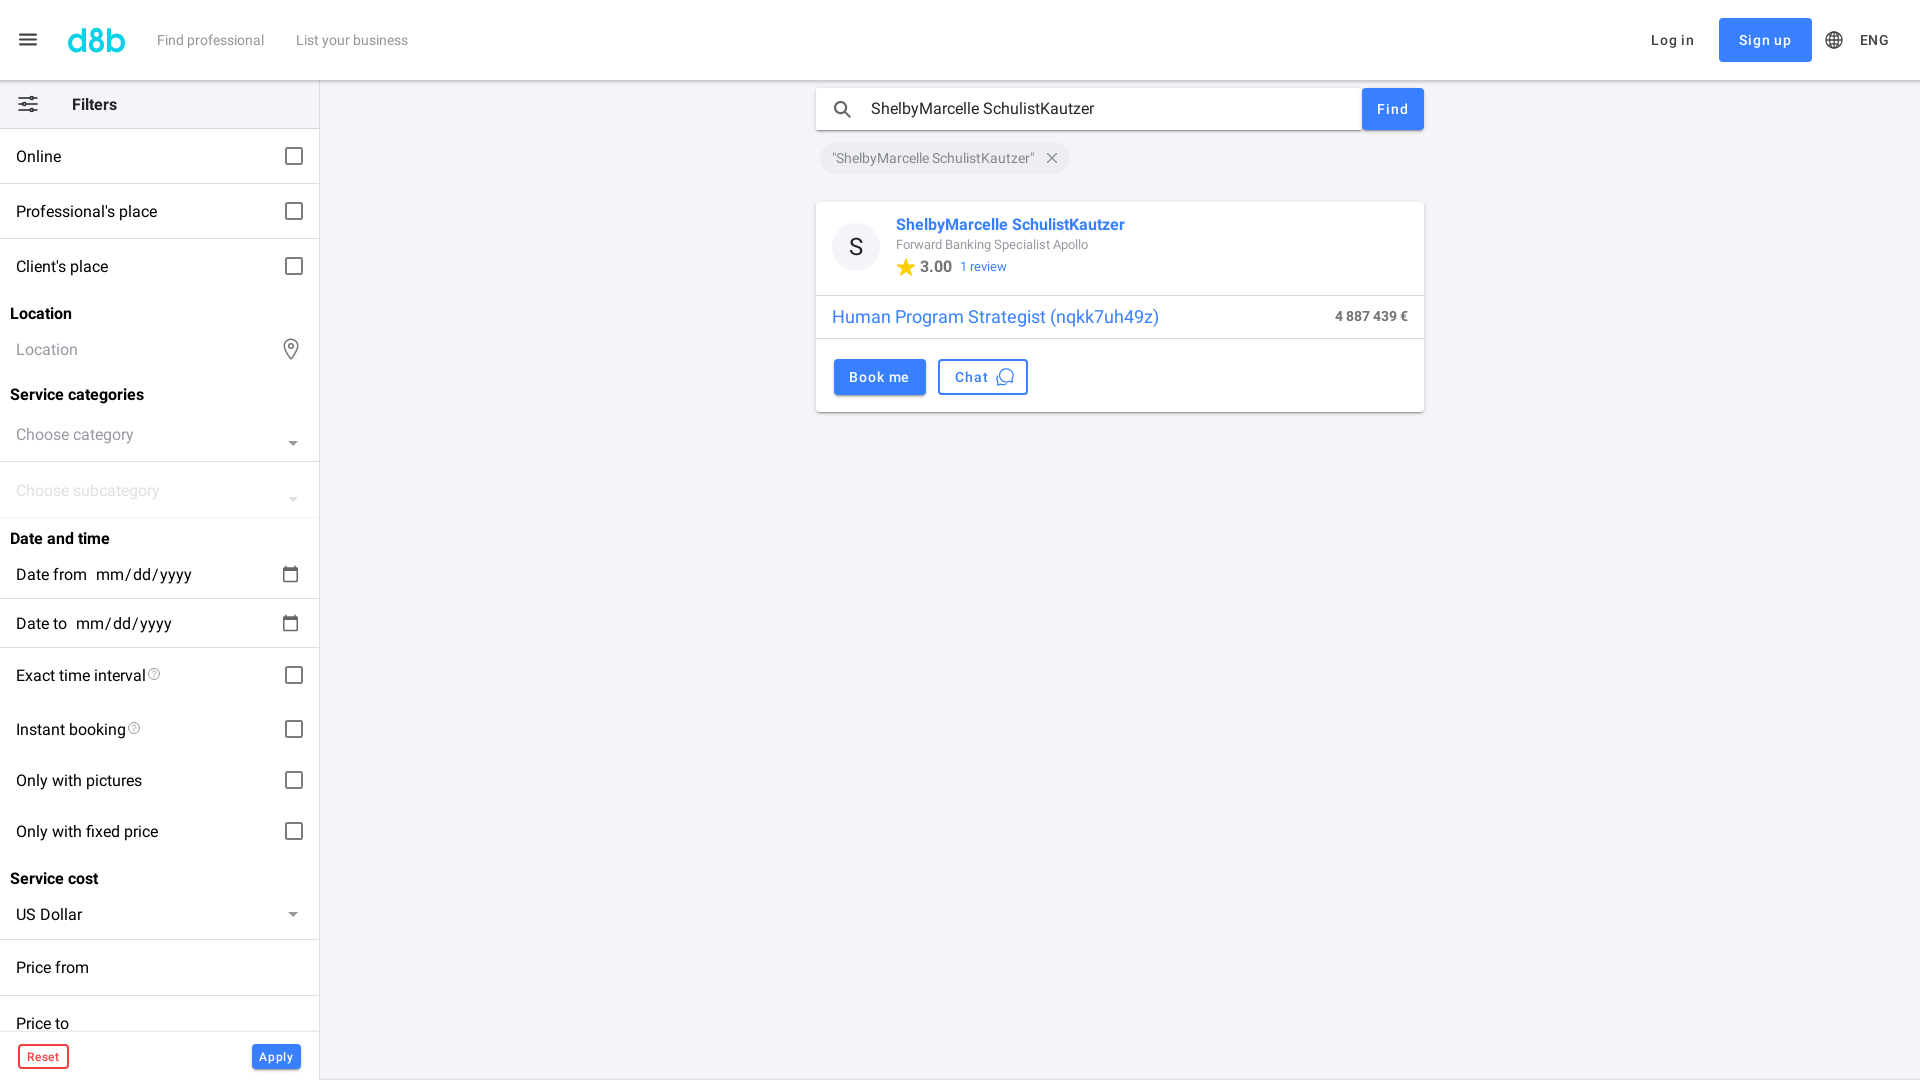 d8b
Find professional
List your business
Log in
Sign up
ENG
Filters
Online
Professional's place
Client's place
Location
Location
Service categories
Choose category
Choose subcategory
Date and time
Date from mm/dd/yyyy
Date to mm/dd/yyyy
Exact time interval
Instant booking
Only with pictures
Only with fixed price
Service cost
US Dollar
Price from
Price to
Reset
Apply
ShelbyMarcelle SchulistKautzer
Find
"ShelbyMarcelle SchulistKautzer"
S
ShelbyMarcelle SchulistKautzer
Forward Banking Specialist Apollo
3.00 1 review
Human Program Strategist (nqkk7uh49z)
4 887 439 €
Book me
Chat